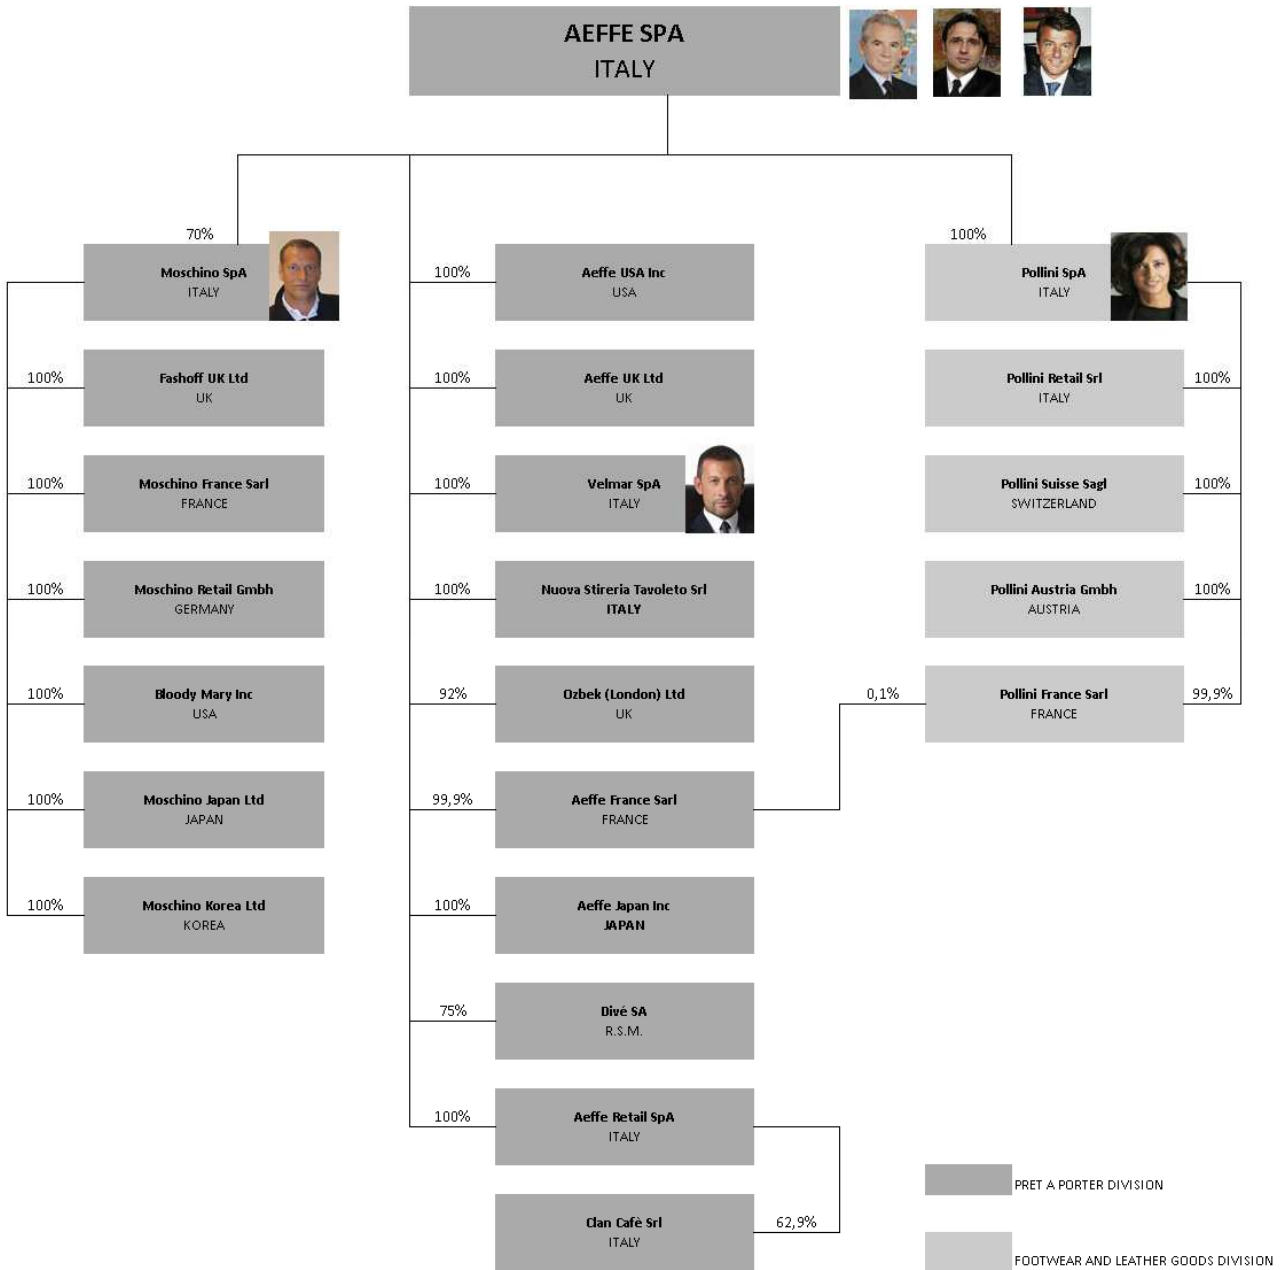 AEFFE SPA
ITALY
70%
Moschino SpA
ITALY
100%
Fashoff UK Ltd
UK
100%
Moschino France Sarl
FRANCE
100%
Moschino Retail Gmbh
GERMANY
100%
Bloody Mary Inc
USA
100%
Moschino Japan Ltd
JAPAN
100%
Moschino Korea Ltd
KOREA
100%
Aeffe USA Inc
USA
100%
Aeffe UK Ltd
UK
100%
Velmar SpA
ITALY
100%
Nuova Stireria Tavoleto Srl
ITALY
92%
Ozbek (London) Ltd
UK
99,9%
Aeffe France Sarl
FRANCE
100%
Aeffe Japan Inc
JAPAN
75%
Divé SA
R.S.M.
100%
Aeffe Retail SpA
ITALY
Clan Cafè Srl
ITALY
62,9%
100%
Pollini SpA
ITALY
Pollini Retail Srl
ITALY
100%
Pollini Suisse Sagl
SWITZERLAND
100%
Pollini Austria Gmbh
AUSTRIA
100%
0,1%
Pollini France Sarl
FRANCE
99,9%
PRET A PORTER DIVISION
FOOTWEAR AND LEATHER GOODS DIVISION